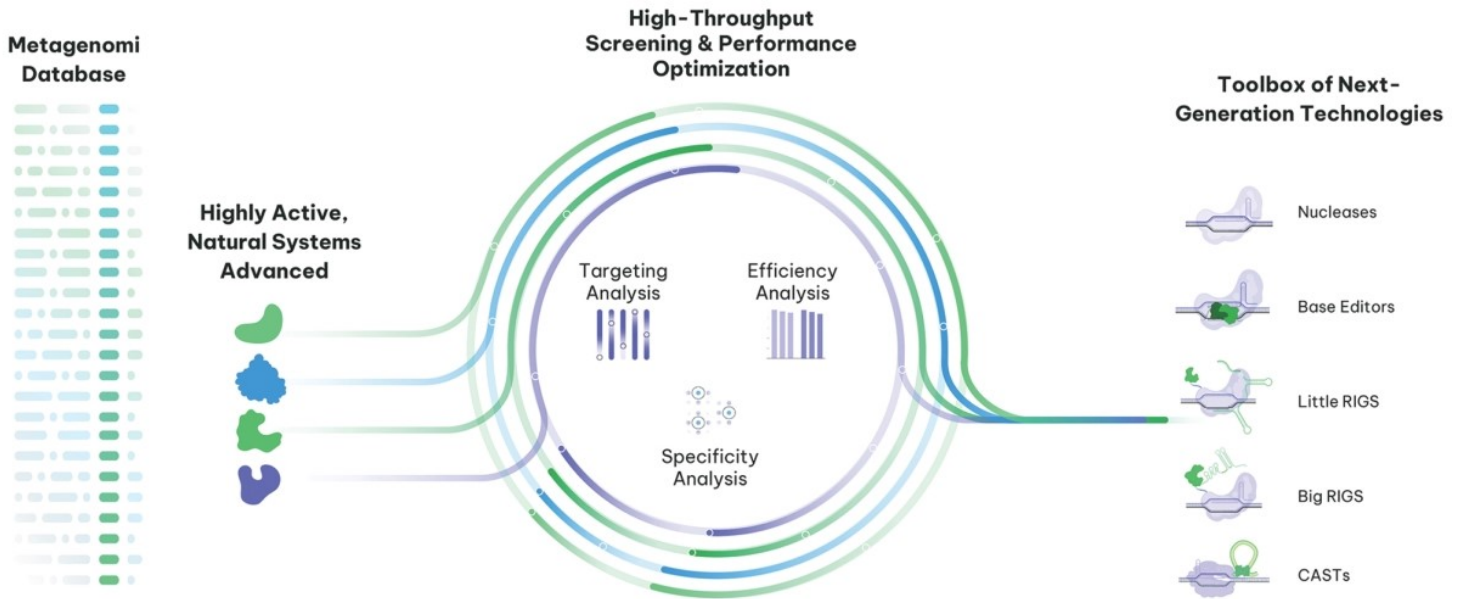 Metagenomi
Database
Highly Active,
Natural Systems
Advanced
High-Throughput
Screening & Performance
Optimization
Targeting
Analysis
Efficiency
Analysis
Specificity
Analysis
Toolbox of Next-
Generation Technologies
Nucleases
Base Editors
Little RIGS
Big RIGS
CASTs